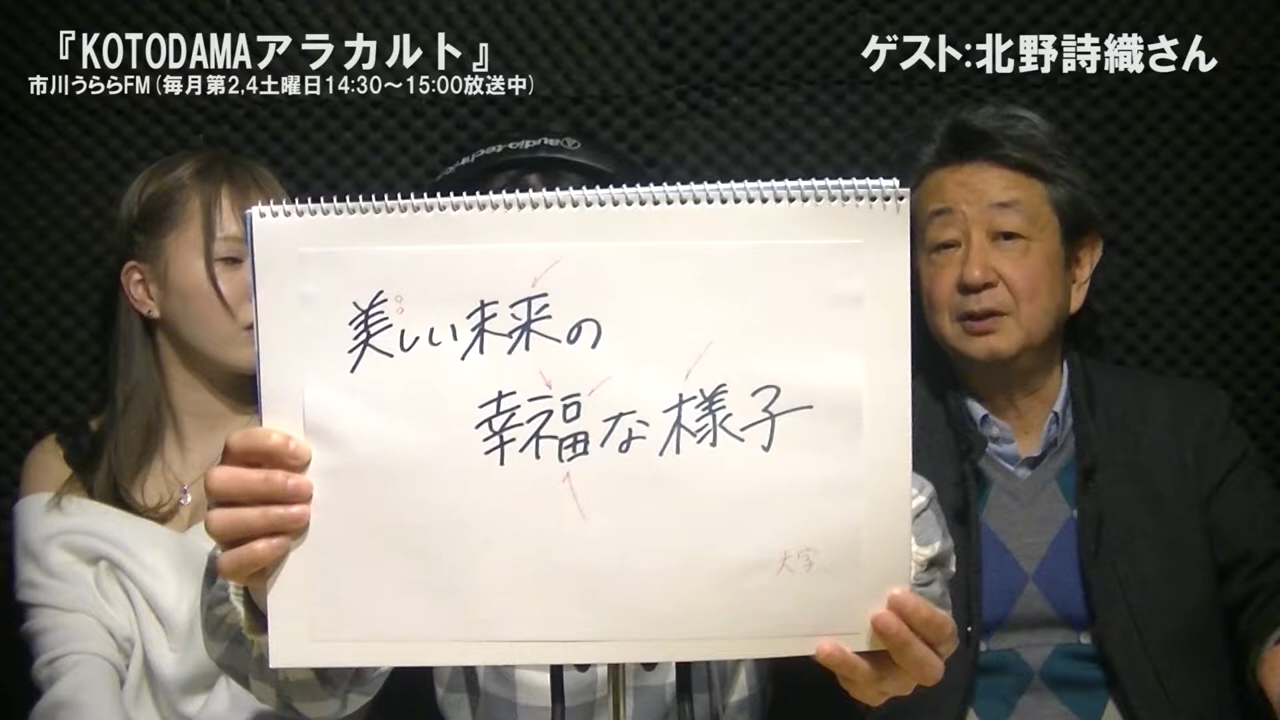 『KOTODAMAアラカルト』
市川うららFM(毎月第2,4土曜日14:30～15:00放送中)
ゲスト:北野詩織さん
audio-technica
美しい未来の
幸福な様子